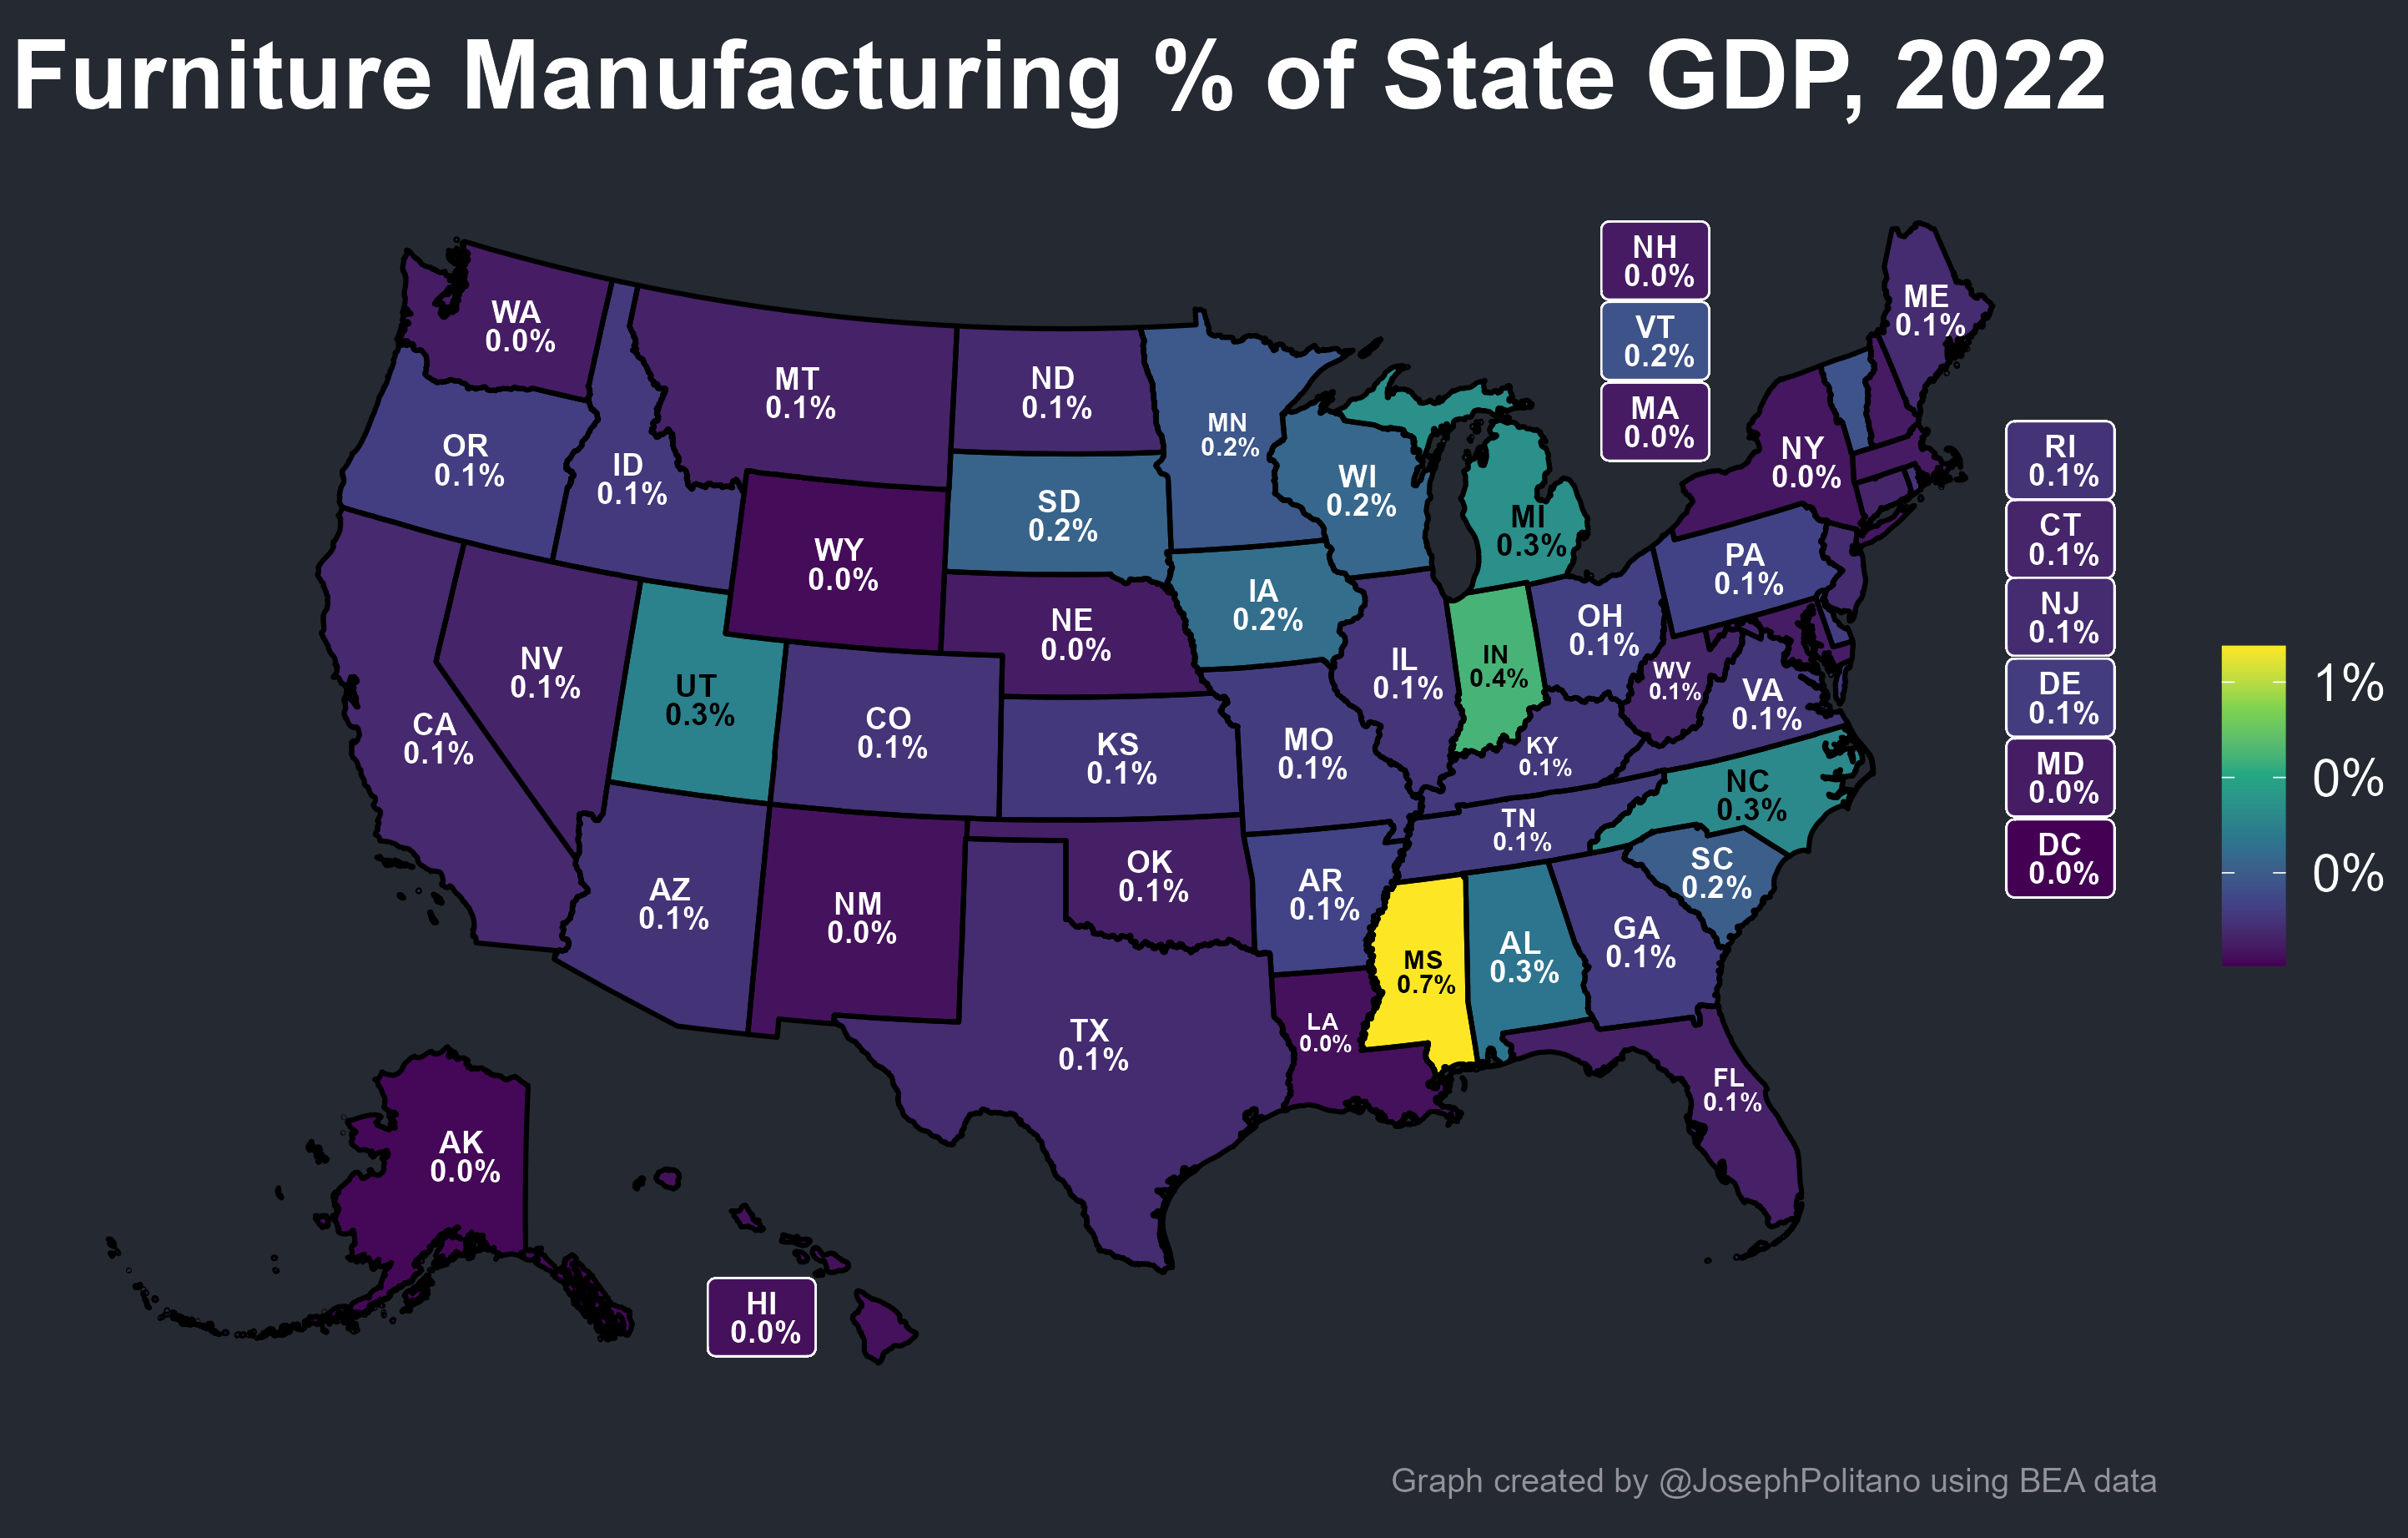 Furniture Manufacturing % of State GDP, 2022
NH
0.0%
VT
0.2%
MA
0.0%
ME
0.1%
WA
0.0%
MT
0.1%
ND
0.1%
MN
0.2%
OR
0.1%
ID
0.1%
SD
0.2%
WI
0.2%
MI
0.3%
NY
0.0%
RI
0.1%
CT
0.1%
NJ
0.1%
DE
0.1%
MD
0.0%
DC
0.0%
WY
0.0%
NE
0.0%
IA
0.2%
PA
0.1%
OH
0.1%
IN
0.4%
IL
0.1%
WV
0.1%
VA
0.1%
NV
0.1%
UT
0.3%
CA
0.1%
CO
0.1%
KS
0.1%
MO
0.1%
KY
0.1%
NC
0.3%
TN
0.1%
SC
0.2%
AZ
0.1%
NM
0.0%
OK
0.1%
AR
0.1%
MS
0.7%
AL
0.3%
GA
0.1%
TX
0.1%
LA
0.0%
FL
0.1%
AK
0.0%
HI
0.0%
1%
0%
0%
Graph created by @JosephPolitano using BEA data